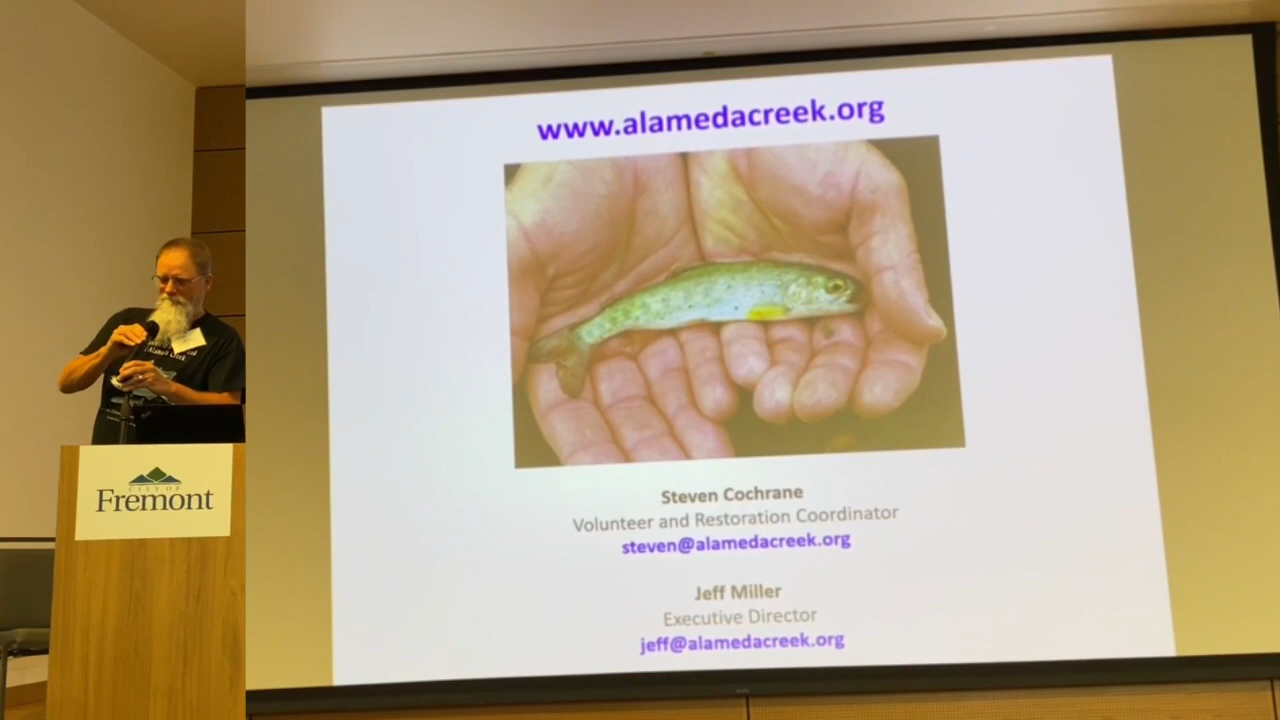 www.alamedacreek.org
Steven Cochrane
Volunteer and Restoration Coordinator
steven@alamedacreek.org
Jeff Miller
Executive Director
jeff@alamedacreek.org
CITY OF
Fremont